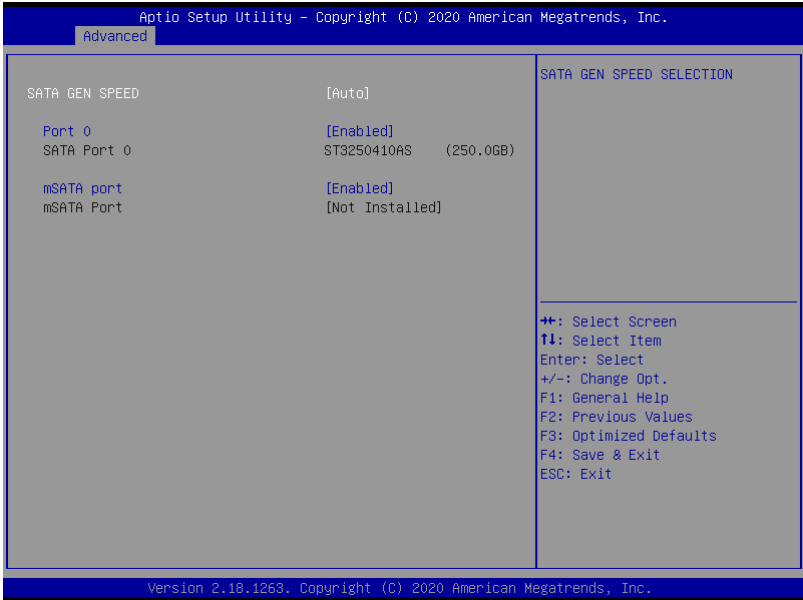 Aptio Setup Utility – Copyright (C) 2020 American Megatrends, Inc.
Advanced
SATA GEN SPEED [Auto]
Port 0 [Enabled]
SATA Port 0 ST3250410AS (250.0GB)
mSATA port [Enabled]
mSATA Port [Not Installed]
SATA GEN SPEED SELECTION
→←: Select Screen
↑↓: Select Item
Enter: Select
+/-: Change Opt.
F1: General Help
F2: Previous Values
F3: Optimized Defaults
F4: Save & Exit
ESC: Exit
Version 2.18.1263. Copyright (C) 2020 American Megatrends, Inc.